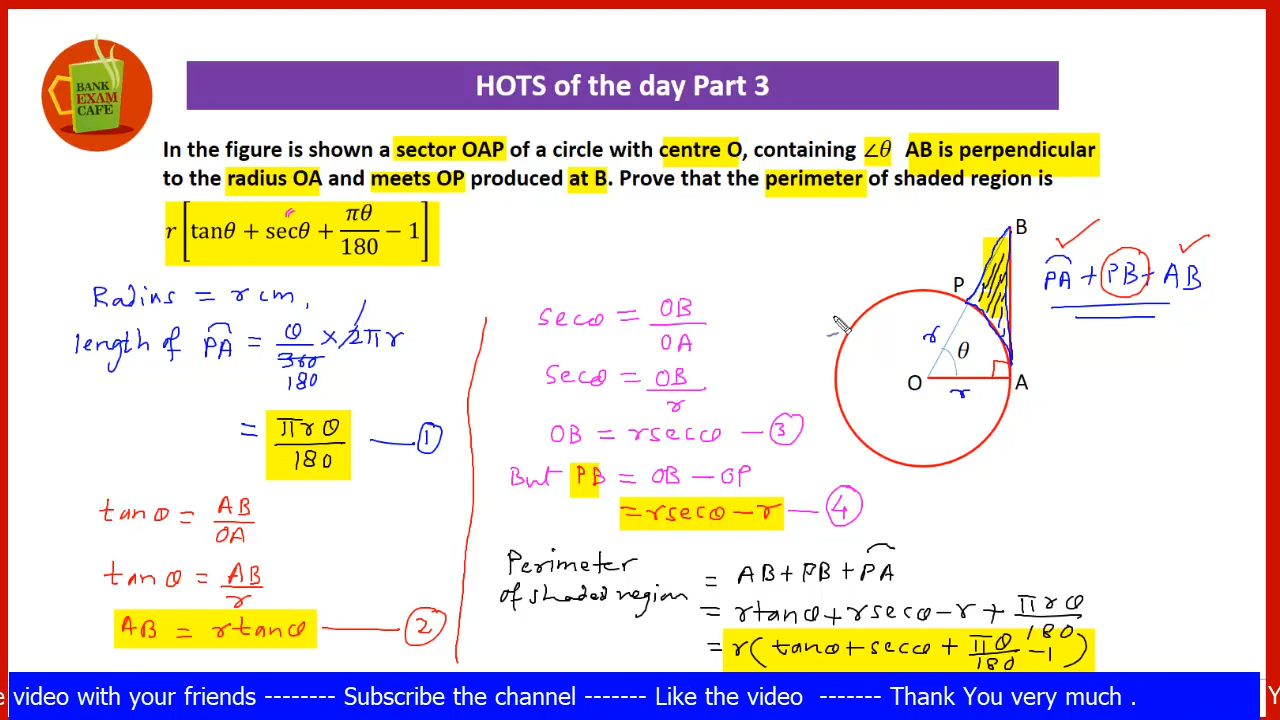 BANK
EXAM
CAFE
HOTS of the day Part 3
In the figure is shown a sector OAP of a circle with centre O, containing ∠θ AB is perpendicular
to the radius OA and meets OP produced at B. Prove that the perimeter of shaded region is
r[tanθ + secθ + πθ/180 − 1]
B
P
r
θ
O
r
A
PA + PB + AB
Radius = r cm,
length of PA = θ/360 × 2πr
180
= πrθ/180 — 1
tanθ = AB/OA
tanθ = AB/r
AB = rtanθ — 2
secθ = OB/OA
secθ = OB/r
OB = rsecθ — 3
But PB = OB − OP
= rsecθ − r — 4
Perimeter
of shaded region
= AB + PB + PA
= rtanθ + rsecθ − r + πrθ/180
= r(tanθ + secθ + πθ/180 − 1)
video with your friends -------- Subscribe the channel ------- Like the video ------- Thank You very much .